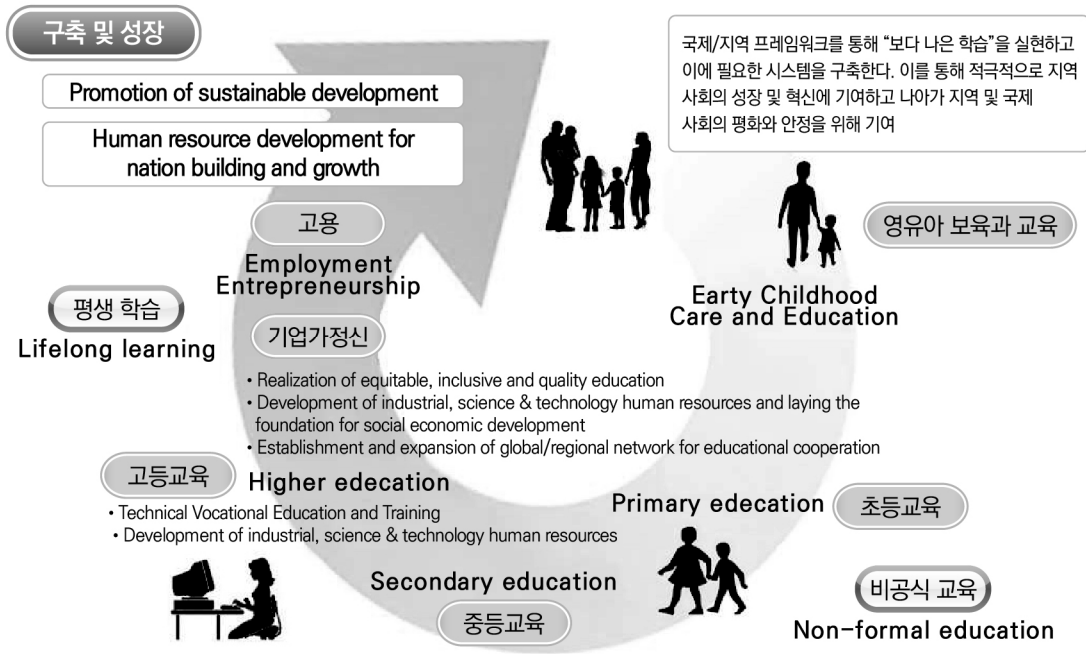 구축 및 성장
국제/지역 프레임워크를 통해 “보다 나은 학습”을 실현하고
이에 필요한 시스템을 구축한다. 이를 통해 적극적으로 지역
사회의 성장 및 혁신에 기여하고 나아가 지역 및 국제
사회의 평화와 안정을 위해 기여
Promotion of sustainable development
Human resource development for
nation building and growth
고용
Employment
Entrepreneurship
영유아 보육과 교육
Earty Childhood
Care and Education
평생 학습
Lifelong learning
기업가정신
• Realization of equitable, inclusive and quality education
• Development of industrial, science & technology human resources and laying the
foundation for social economic development
• Establishment and expansion of global/regional network for educational cooperation
고등교육
Higher edecation
• Technical Vocational Education and Training
• Development of industrial, science & technology human resources
Primary edecation
초등교육
Secondary education
중등교육
비공식 교육
Non-formal education